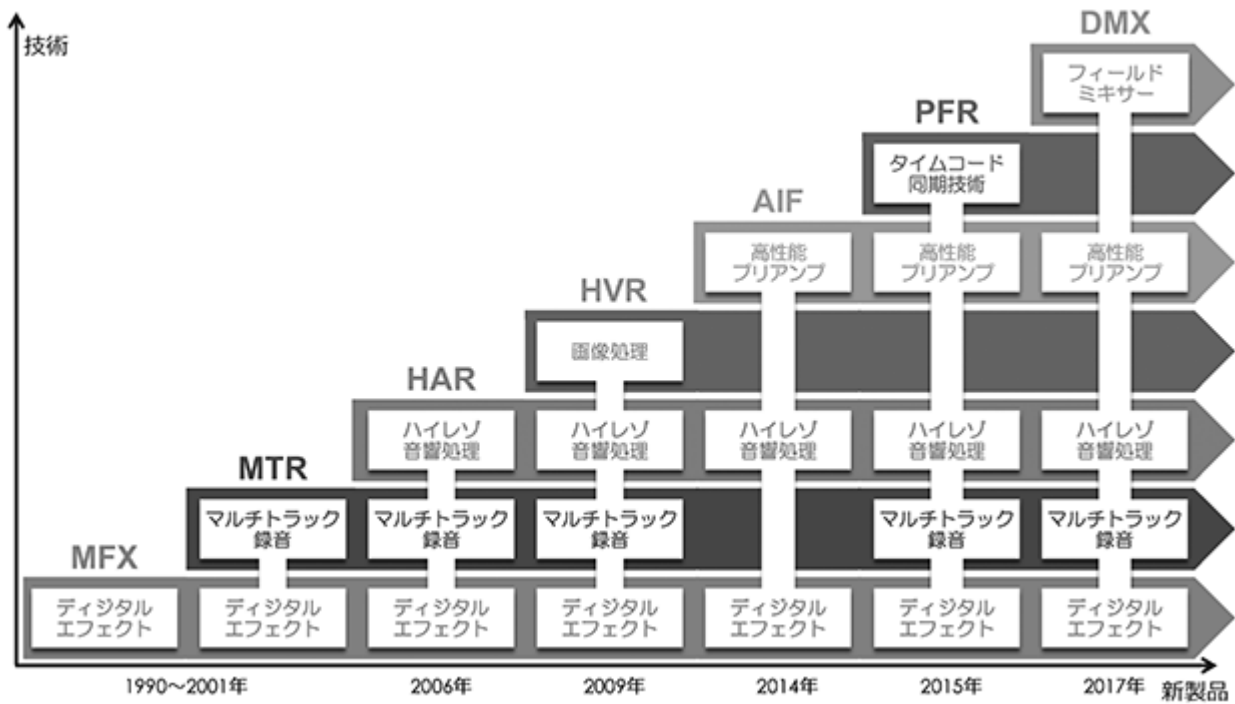 技術
DMX
フィールド
ミキサー
PFR
タイムコード
同期技術
AIF
高性能
プリアンプ
高性能
プリアンプ
高性能
プリアンプ
HVR
画像処理
HAR
ハイレゾ
音響処理
ハイレゾ
音響処理
ハイレゾ
音響処理
ハイレゾ
音響処理
ハイレゾ
音響処理
MTR
マルチトラック
録音
マルチトラック
録音
マルチトラック
録音
マルチトラック
録音
マルチトラック
録音
MFX
ディジタル
エフェクト
ディジタル
エフェクト
ディジタル
エフェクト
ディジタル
エフェクト
ディジタル
エフェクト
ディジタル
エフェクト
ディジタル
エフェクト
1990～2001年
2006年
2009年
2014年
2015年
2017年
新製品